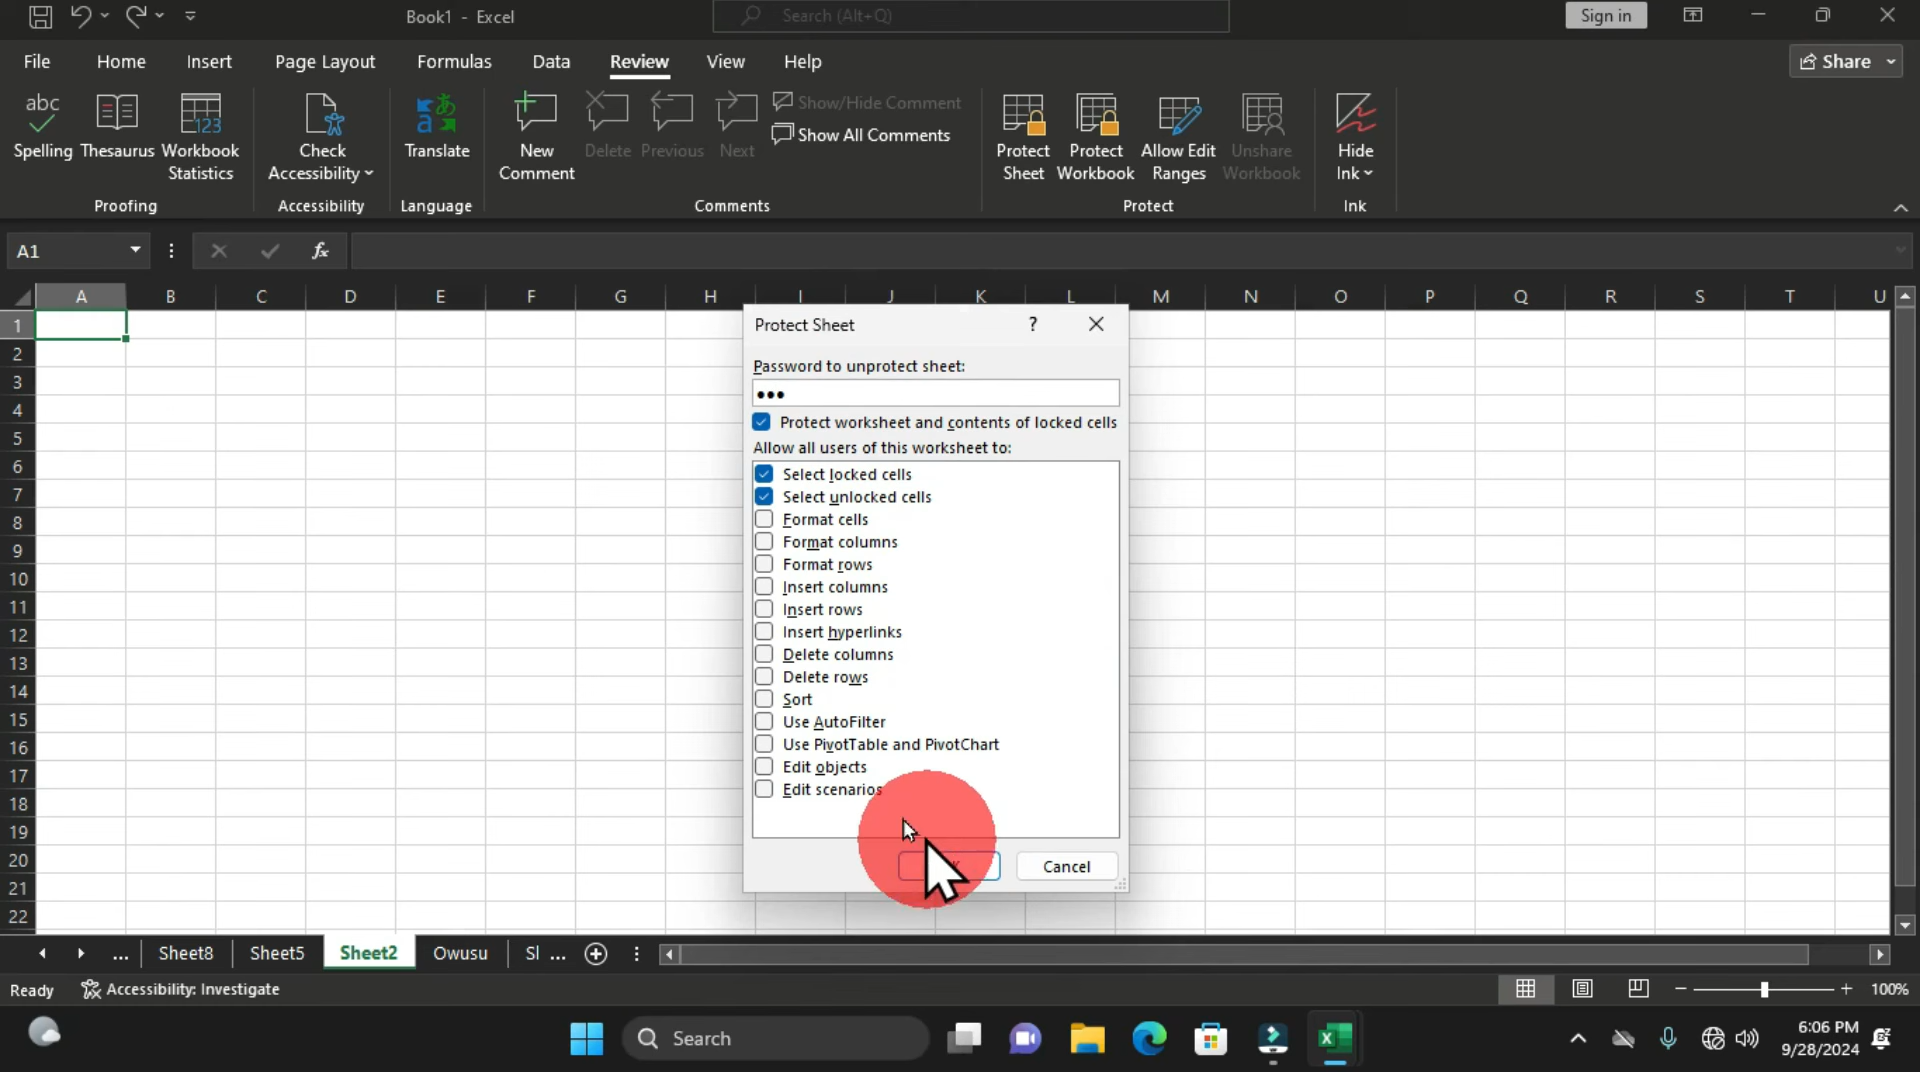 Book1 - Excel
Search (Alt+Q)
Sign in
File Home Insert Page Layout Formulas Data Review View Help
Share
abc
123
Spelling
Thesaurus
Workbook Statistics
Check Accessibility
Translate
New Comment
Delete
Previous
Next
Show/Hide Comment
Show All Comments
Protect Sheet
Protect Workbook
Allow Edit Ranges
Unshare Workbook
Hide Ink
Proofing Accessibility Language Comments Protect Ink
A1
fx
A B C D E F G H I J K L M N O P Q R S T U
1
2
3
4
5
6
7
8
9
10
11
12
13
14
15
16
17
18
19
20
21
22
Protect Sheet ?
Password to unprotect sheet:
•••
Protect worksheet and contents of locked cells
Allow all users of this worksheet to:
Select locked cells
Select unlocked cells
Format cells
Format columns
Format rows
Insert columns
Insert rows
Insert hyperlinks
Delete columns
Delete rows
Sort
Use AutoFilter
Use PivotTable and PivotChart
Edit objects
Edit scenarios
Cancel
... Sheet8 Sheet5 Sheet2 Owusu ...
Ready Accessibility: Investigate 100%
Search
6:06 PM
9/28/2024